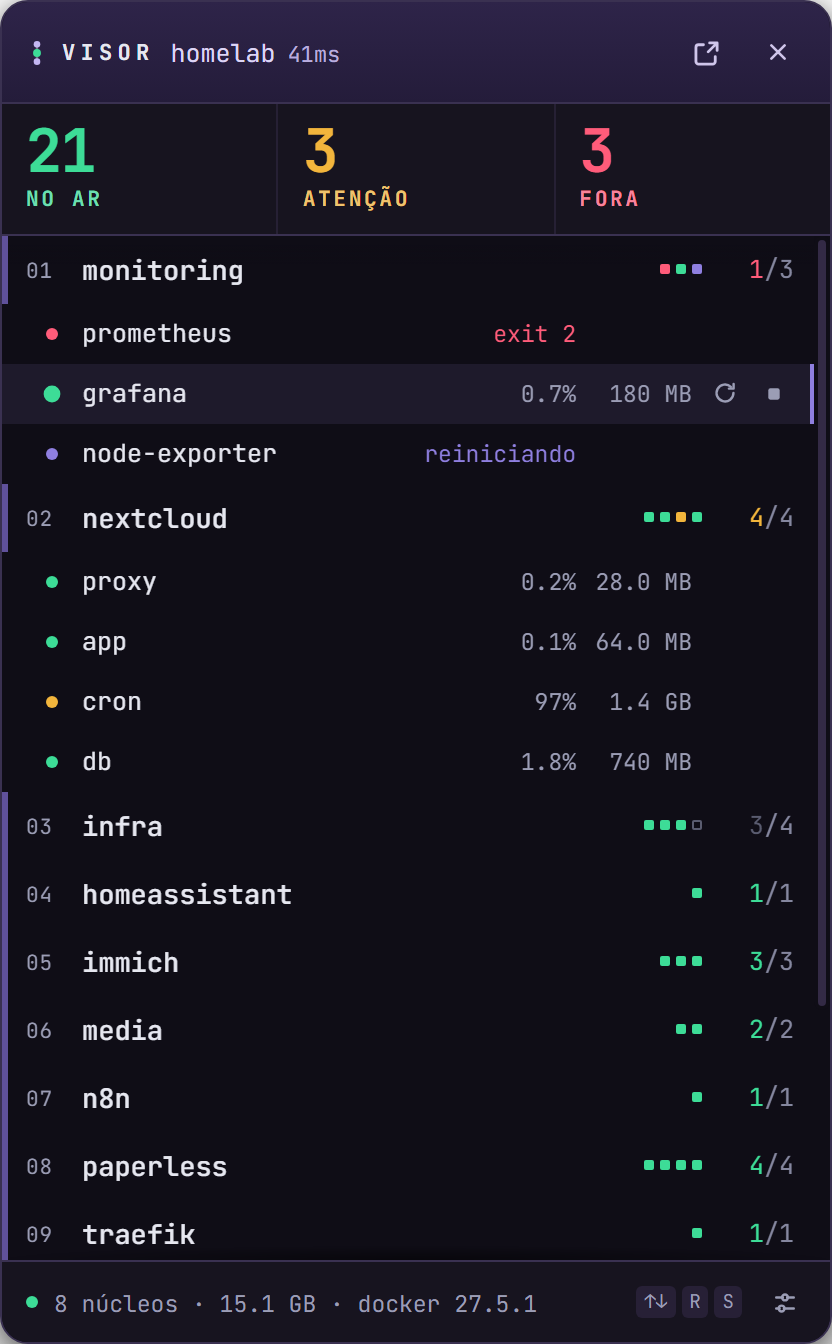 VISOR homelab 41ms
21 3 3
NO AR ATENÇÃO FORA
01 monitoring 1/3
prometheus exit 2
grafana 0.7% 180 MB
node-exporter reiniciando
02 nextcloud 4/4
proxy 0.2% 28.0 MB
app 0.1% 64.0 MB
cron 97% 1.4 GB
db 1.8% 740 MB
03 infra 3/4
04 homeassistant 1/1
05 immich 3/3
06 media 2/2
07 n8n 1/1
08 paperless 4/4
09 traefik 1/1
8 núcleos · 15.1 GB · docker 27.5.1 ↑↓ R S